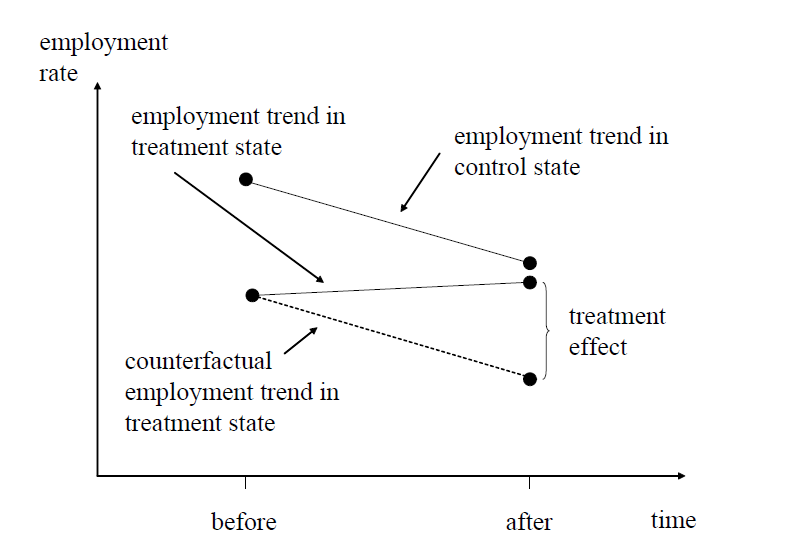 employment
rate
employment trend in
treatment state
employment trend in
control state
treatment
effect
counterfactual
employment trend in
treatment state
before
after
time